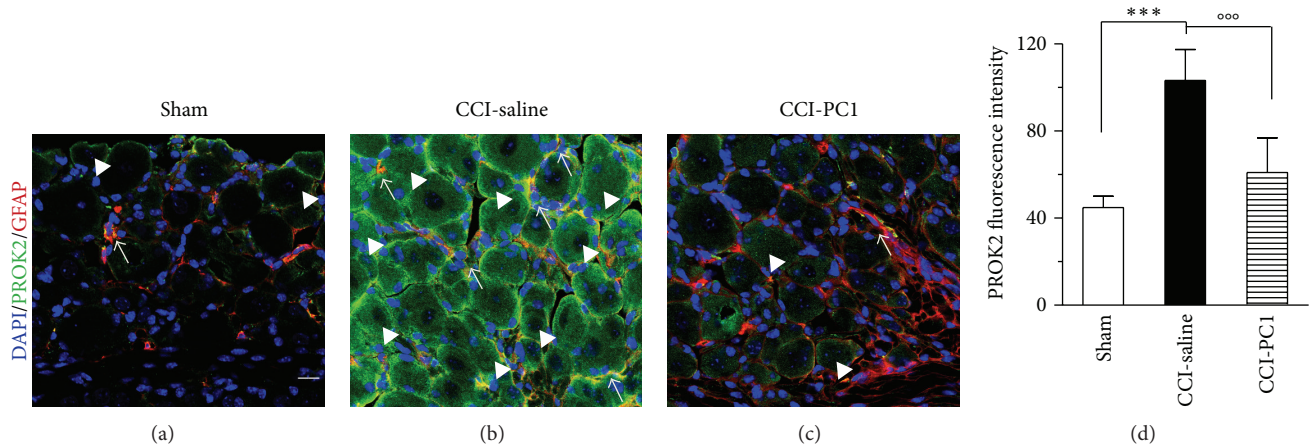 Sham
CCI-saline
CCI-PC1
DAPI/PROK2/GFAP
(a)
(b)
(c)
***
°°°
PROK2 fluorescence intensity
120
80
40
0
Sham
CCI-saline
CCI-PC1
(d)